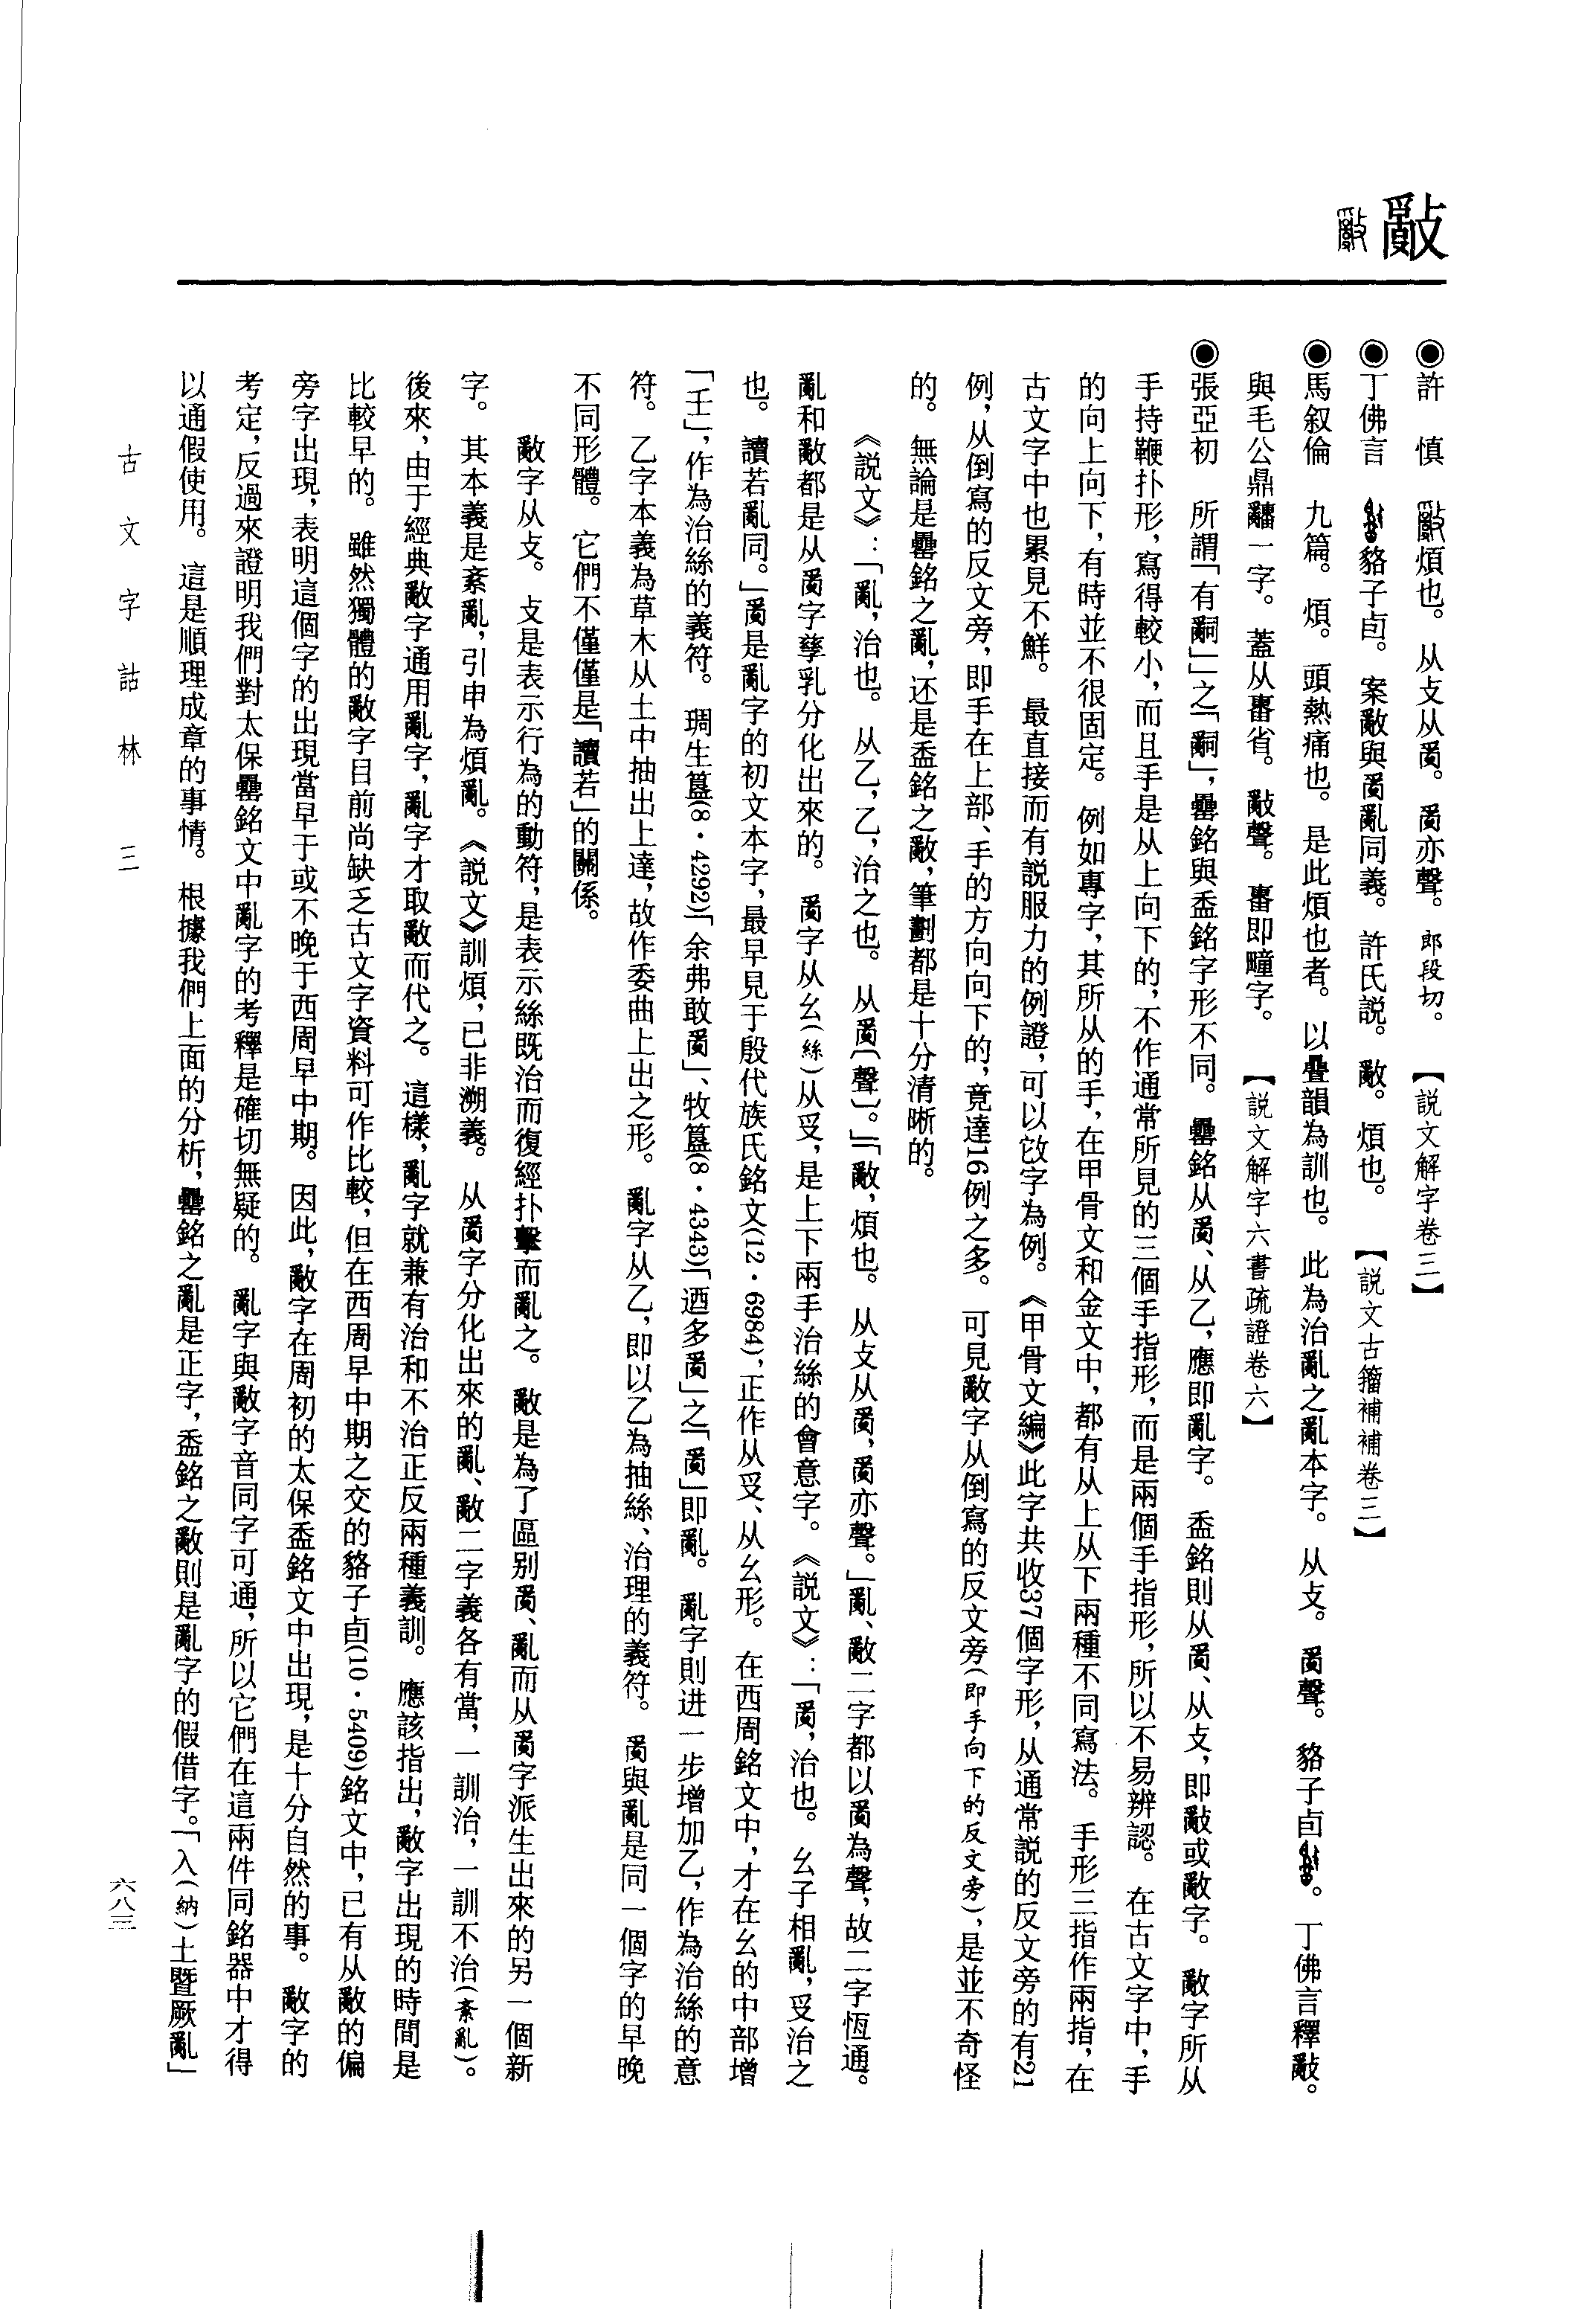 𢿢
◉許　慎　煩也。从攴从𤔔。𤔔亦聲。郎段切。【説文解字卷三】
◉丁佛言　貉子卣。案𢿢與𤔔亂同義。許氏説。𢿢。煩也。【説文古籀補補卷三】
◉馬叙倫　九篇。煩。頭熱痛也。是此煩也者。以疊韻為訓也。此為治亂之亂本字。从攴。𤔔聲。貉子卣。丁佛言釋𢿢。
與毛公鼎一字。蓋从省。𢿢聲。即疃字。【説文解字六書疏證卷六】
◉張亞初　所謂「有嗣」之「嗣」，罍銘與盉銘字形不同。罍銘从𤔔、从乙，應即亂字。盉銘則从𤔔、从攴，即𢿢或𢿢字。𢿢字所从
手持鞭扑形，寫得較小，而且手是从上向下的，不作通常所見的三個手指形，而是兩個手指形，所以不易辨認。在古文字中，手
的向上向下，有時並不很固定。例如專字，其所从的手，在甲骨文和金文中，都有从上从下兩種不同寫法。手形三指作兩指，在
古文字中也累見不鮮。最直接而有説服力的例證，可以攺字為例。《甲骨文編》此字共收37個字形，从通常説的反文旁的有21
例，从倒寫的反文旁，即手在上部、手的方向向下的，竟達16例之多。可見𢿢字从倒寫的反文旁（即手向下的反文旁），是並不奇怪
的。無論是罍銘之亂，还是盉銘之𢿢，筆劃都是十分清晰的。
《説文》：「亂，治也。从乙，乙，治之也。从𤔔〔聲〕。」「𢿢，煩也。从攴从𤔔，𤔔亦聲。」亂、𢿢二字都以𤔔為聲，故二字恆通。
亂和𢿢都是从𤔔字孳乳分化出來的。𤔔字从幺（絲）从𠬪，是上下兩手治絲的會意字。《説文》：「𤔔，治也。幺子相亂，𠬪治之
也。讀若亂同。」𤔔是亂字的初文本字，最早見于殷代族氏銘文(12·6984)，正作从𠬪、从幺形。在西周銘文中，才在幺的中部增
「壬」，作為治絲的義符。琱生簋(8·4292)「余弗敢𤔔」、牧簋(8·4343)「迺多𤔔」之「𤔔」即亂。亂字則进一步增加乙，作為治絲的意
符。乙字本義為草木从土中抽出上達，故作委曲上出之形。亂字从乙，即以乙為抽絲、治理的義符。𤔔與亂是同一個字的早晚
不同形體。它們不僅僅是「讀若」的關係。
𢿢字从攴。攴是表示行為的動符，是表示絲既治而復經扑擊而亂之。𢿢是為了區别𤔔、亂而从𤔔字派生出來的另一個新
字。其本義是紊亂，引申為煩亂。《説文》訓煩，已非溯義。从𤔔字分化出來的亂、𢿢二字義各有當，一訓治，一訓不治（紊亂）。
後來，由于經典𢿢字通用亂字，亂字才取𢿢而代之。這樣，亂字就兼有治和不治正反兩種義訓。應該指出，𢿢字出現的時間是
比較早的。雖然獨體的𢿢字目前尚缺乏古文字資料可作比較，但在西周早中期之交的貉子卣(10·5409)銘文中，已有从𢿢的偏
旁字出現，表明這個字的出現當早于或不晚于西周早中期。因此，𢿢字在周初的太保盉銘文中出現，是十分自然的事。𢿢字的
考定，反過來證明我們對太保罍銘文中亂字的考釋是確切無疑的。亂字與𢿢字音同字可通，所以它們在這兩件同銘器中才得
以通假使用。這是順理成章的事情。根據我們上面的分析，罍銘之亂是正字，盉銘之𢿢則是亂字的假借字。「入（納）土暨厥亂」
古文字詁林　三
六八三